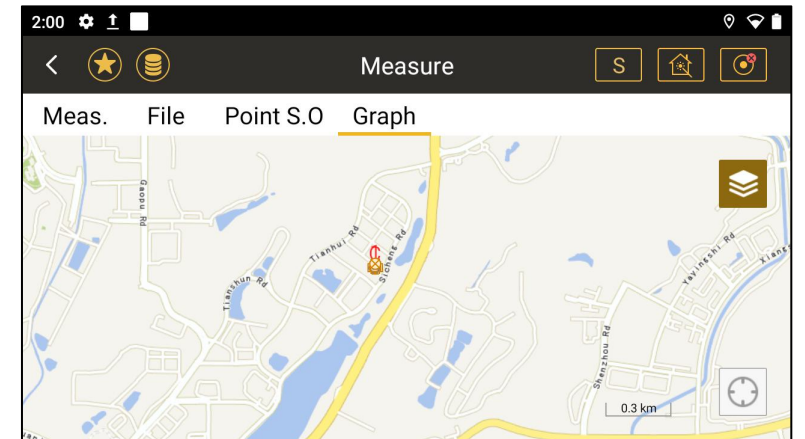 2:00
Measure
S
Meas. File Point S.O Graph
Gaopu Rd
Tianhui Rd
Sicheng Rd
Tianshun Rd
Yayingshi Rd
Shenzhou Rd
0.3 km